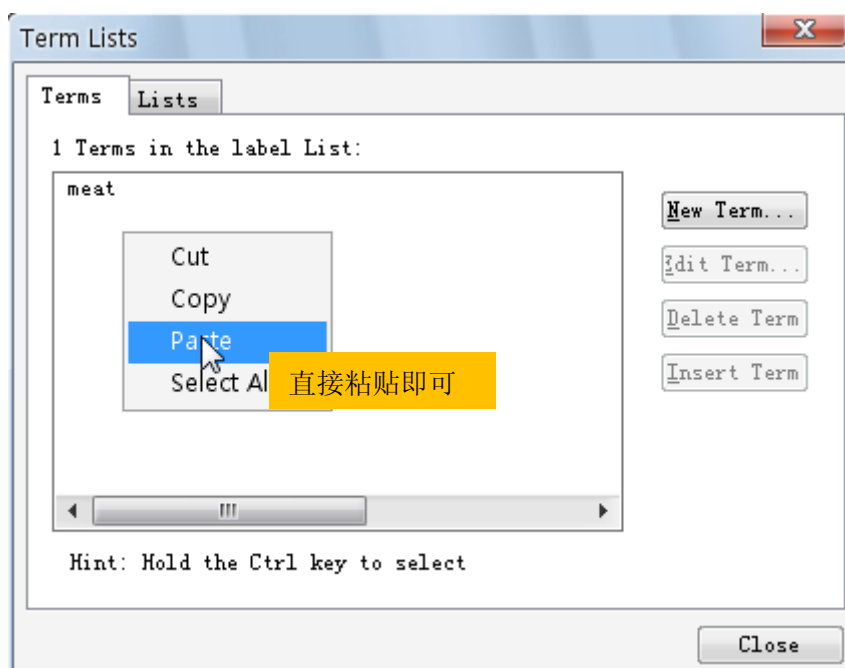 Term Lists
Terms
Lists
1 Terms in the label List:
meat
New Term...
Edit Term...
Delete Term
Insert Term
Cut
Copy
Paste
Select Al
直接粘贴即可
Hint: Hold the Ctrl key to select
Close